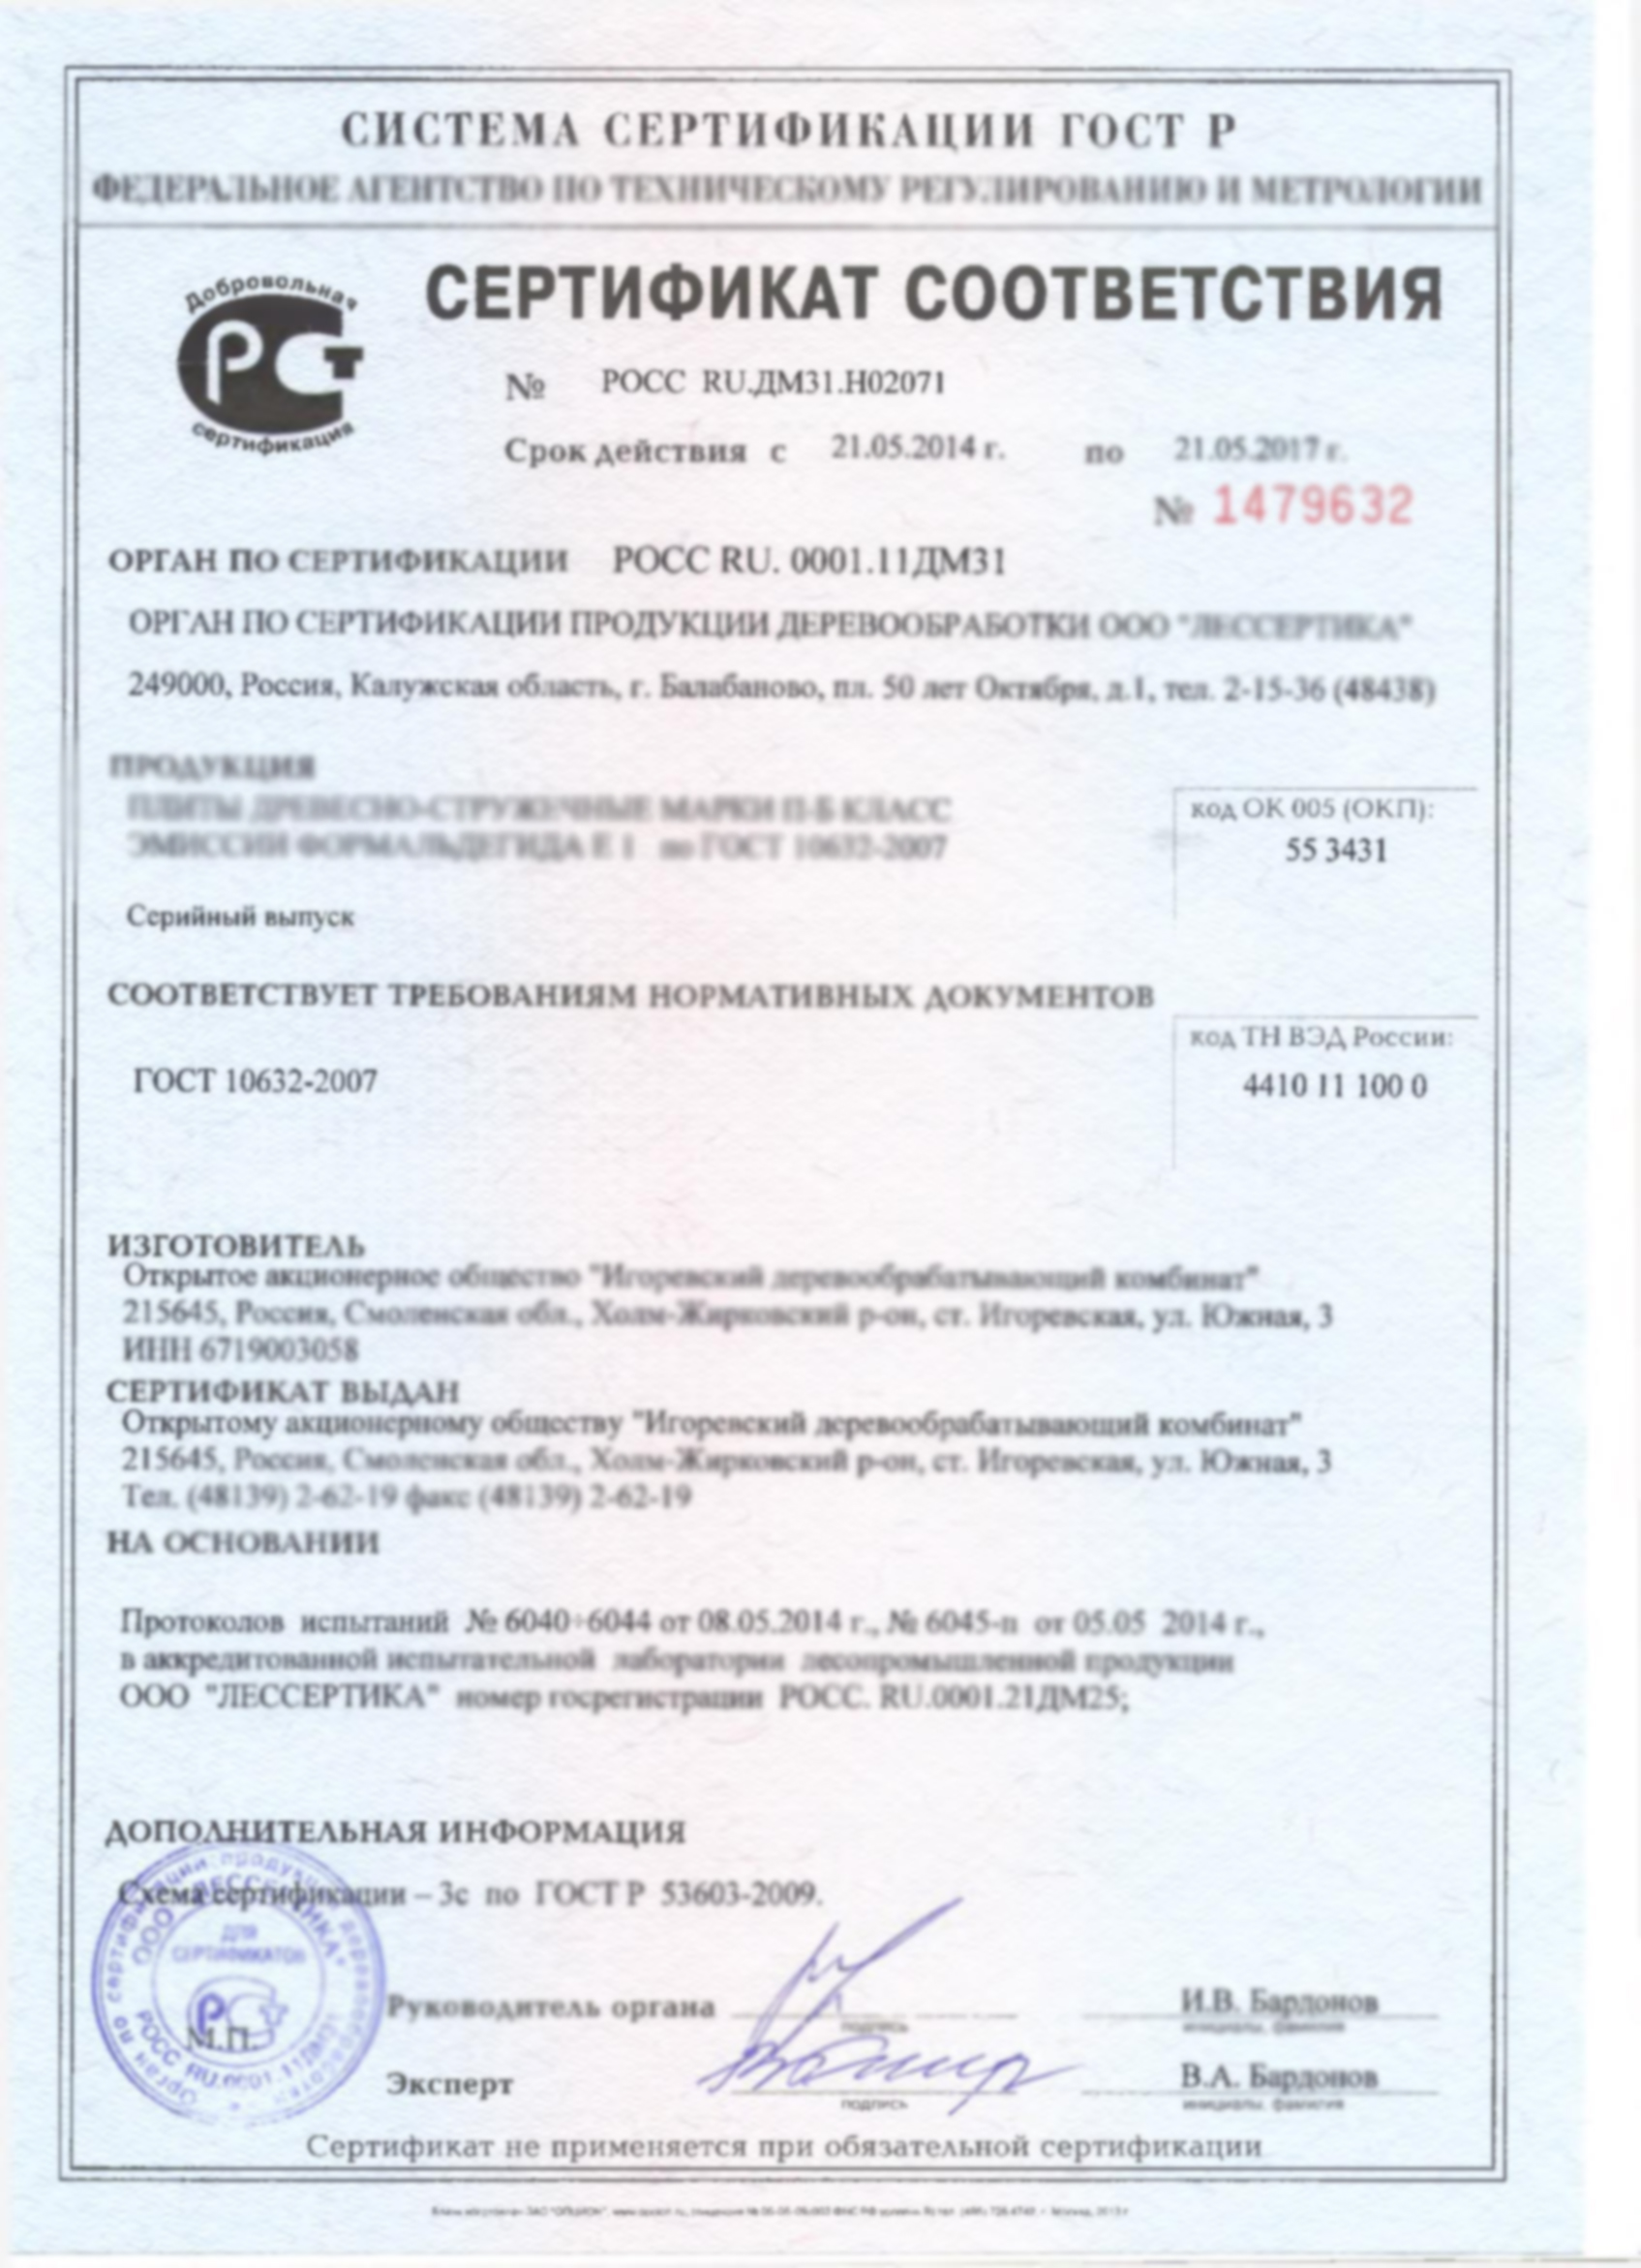 СИСТЕМА СЕРТИФИКАЦИИ ГОСТ Р
ФЕДЕРАЛЬНОЕ АГЕНТСТВО ПО ТЕХНИЧЕСКОМУ РЕГУЛИРОВАНИЮ И МЕТРОЛОГИИ
Добровольная
РСТ
сертификация
СЕРТИФИКАТ СООТВЕТСТВИЯ
№ РОСС RU.ДМ31.Н02071
Срок действия с 21.05.2014 г. по 21.05.2017 г.
№ 1479632
ОРГАН ПО СЕРТИФИКАЦИИ РОСС RU. 0001.11ДМ31
ОРГАН ПО СЕРТИФИКАЦИИ ПРОДУКЦИИ ДЕРЕВООБРАБОТКИ ООО "ЛЕССЕРТИКА"
249000, Россия, Калужская область, г. Балабаново, пл. 50 лет Октября, д.1, тел. 2-15-36 (48438)
ПРОДУКЦИЯ
ПЛИТЫ ДРЕВЕСНО-СТРУЖЕЧНЫЕ МАРКИ П-Б КЛАСС
ЭМИССИИ ФОРМАЛЬДЕГИДА Е 1 по ГОСТ 10632-2007
код ОК 005 (ОКП):
55 3431
Серийный выпуск
СООТВЕТСТВУЕТ ТРЕБОВАНИЯМ НОРМАТИВНЫХ ДОКУМЕНТОВ
код ТН ВЭД России:
ГОСТ 10632-2007
4410 11 100 0
ИЗГОТОВИТЕЛЬ
Открытое акционерное общество "Игоревский деревообрабатывающий комбинат"
215645, Россия, Смоленская обл., Холм-Жирковский р-он, ст. Игоревская, ул. Южная, 3
ИНН 6719003058
СЕРТИФИКАТ ВЫДАН
Открытому акционерному обществу "Игоревский деревообрабатывающий комбинат"
215645, Россия, Смоленская обл., Холм-Жирковский р-он, ст. Игоревская, ул. Южная, 3
Тел. (48139) 2-62-19 факс (48139) 2-62-19
НА ОСНОВАНИИ
Протоколов испытаний № 6040÷6044 от 08.05.2014 г., № 6045-п от 05.05 2014 г.,
в аккредитованной испытательной лаборатории лесопромышленной продукции
ООО "ЛЕССЕРТИКА" номер госрегистрации РОСС. RU.0001.21ДМ25;
ДОПОЛНИТЕЛЬНАЯ ИНФОРМАЦИЯ
Схема сертификации – 3с по ГОСТ Р 53603-2009.
Орган по сертификации продукции
ООО "ЛЕССЕРТИКА"
ДЛЯ
СЕРТИФИКАТОВ
РОСС RU.0001.11ДМ31
М.П.
Руководитель органа
подпись
И.В. Бардонов
инициалы, фамилия
Эксперт
подпись
В.А. Бардонов
инициалы, фамилия
Сертификат не применяется при обязательной сертификации